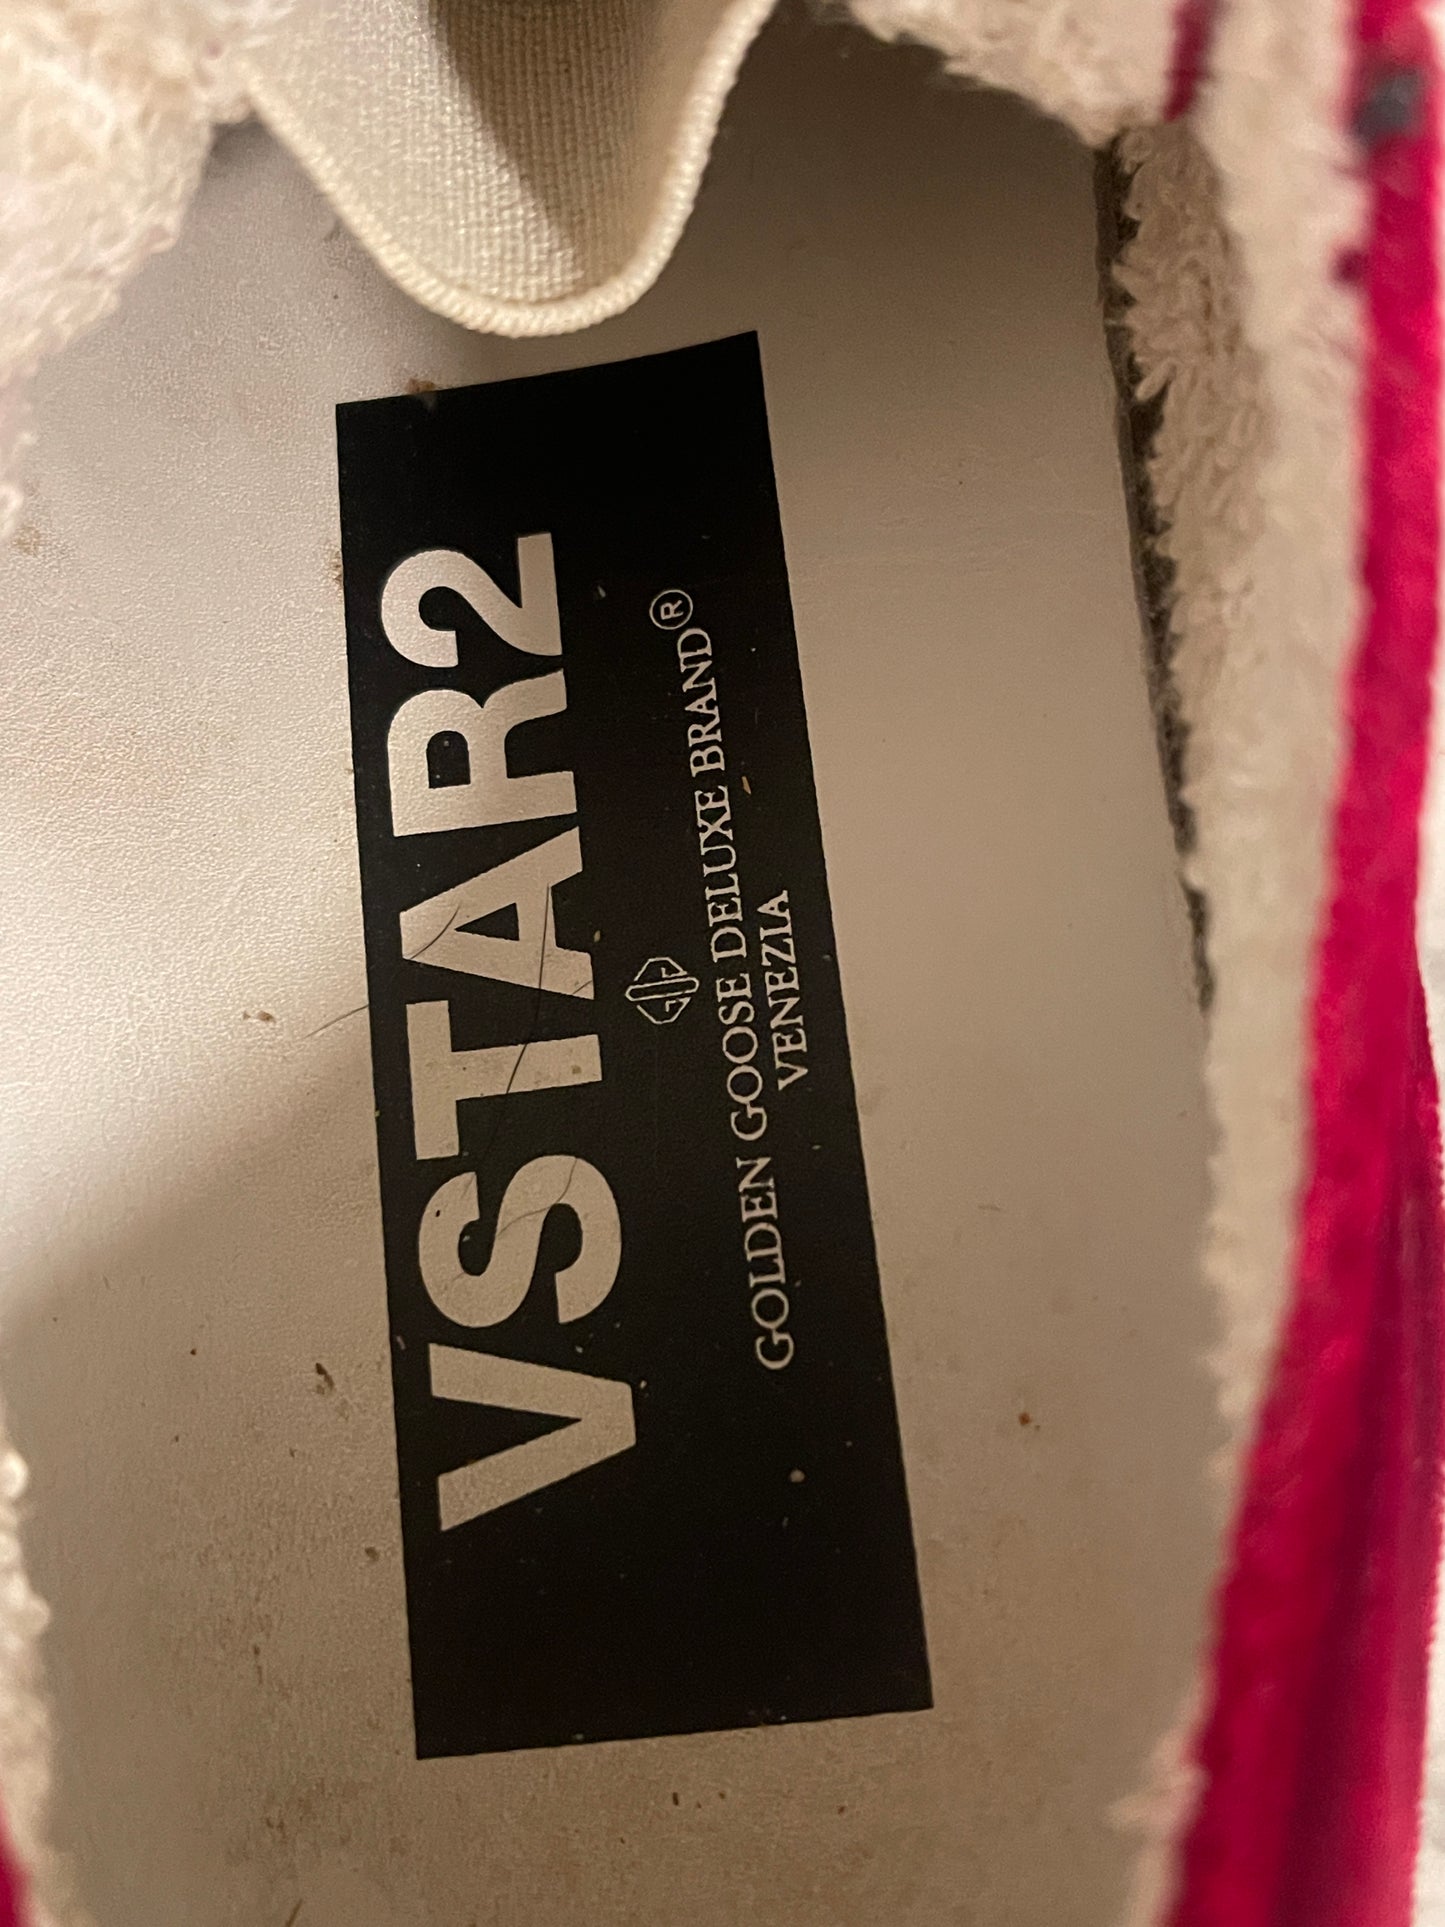 VSTAR2
GOLDEN GOOSE DELUXE BRAND®
VENEZIA